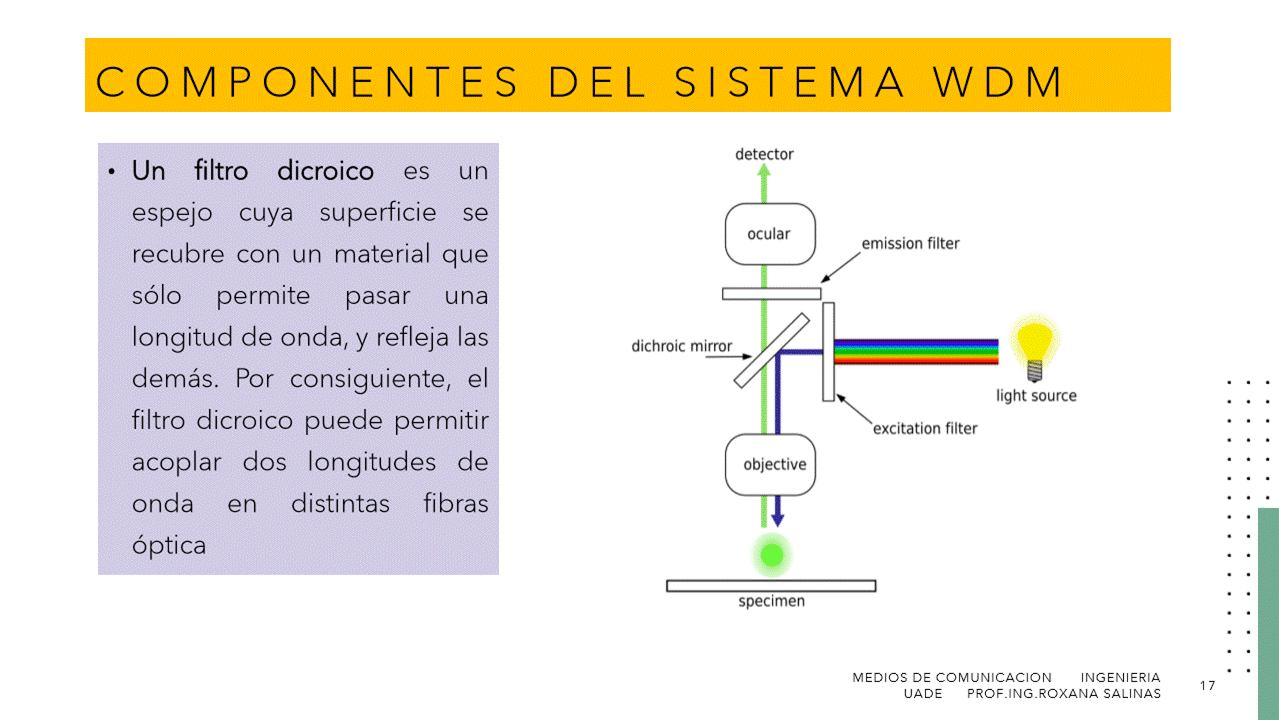 COMPONENTES DEL SISTEMA WDM
• Un filtro dicroico es un
espejo cuya superficie se
recubre con un material que
sólo permite pasar una
longitud de onda, y refleja las
demás. Por consiguiente, el
filtro dicroico puede permitir
acoplar dos longitudes de
onda en distintas fibras
óptica
detector
ocular
emission filter
dichroic mirror
light source
excitation filter
objective
specimen
MEDIOS DE COMUNICACION INGENIERIA
UADE PROF.ING.ROXANA SALINAS
17